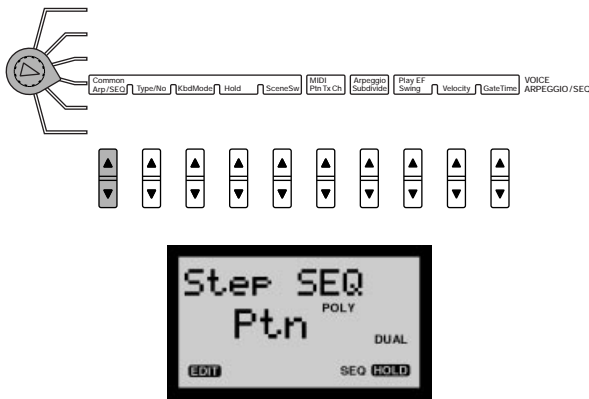 Common MIDI Arpeggio Play EF VOICE
Arp/SEQ Type/No KbdMode Hold SceneSw Ptn Tx Ch Subdivide Swing Velocity GateTime ARPEGGIO/SEQ
Step SEQ
POLY
Ptn
DUAL
EDIT SEQ HOLD